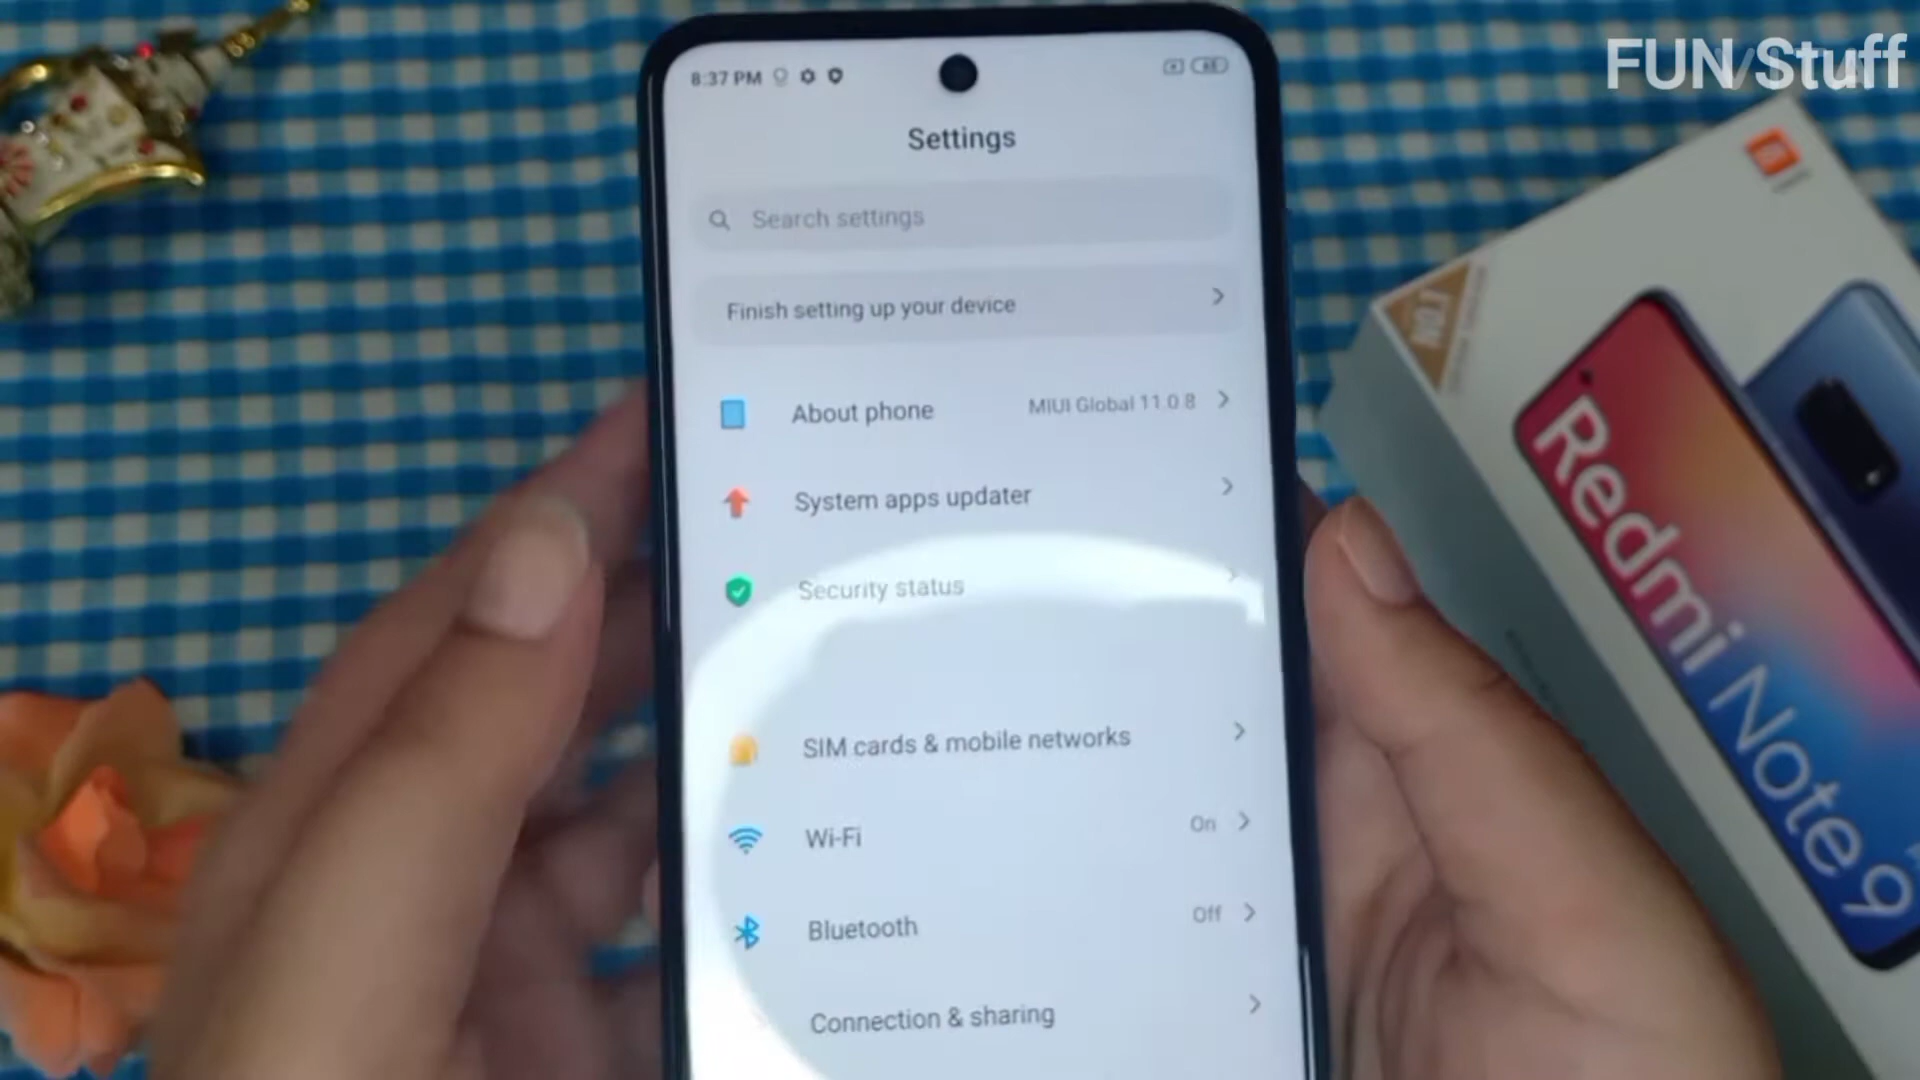 FUN Stuff
8:37 PM
Settings
Search settings
Finish setting up your device
About phone
MIUI Global 11.0.8
System apps updater
Security status
SIM cards & mobile networks
Wi-Fi
On
Bluetooth
Off
Connection & sharing
Redmi Note 9